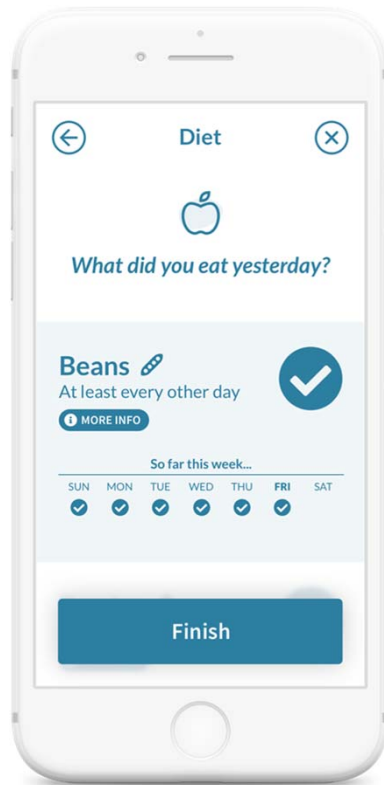 Diet
What did you eat yesterday?
Beans
At least every other day
i MORE INFO
So far this week...
SUN MON TUE WED THU FRI SAT
Finish